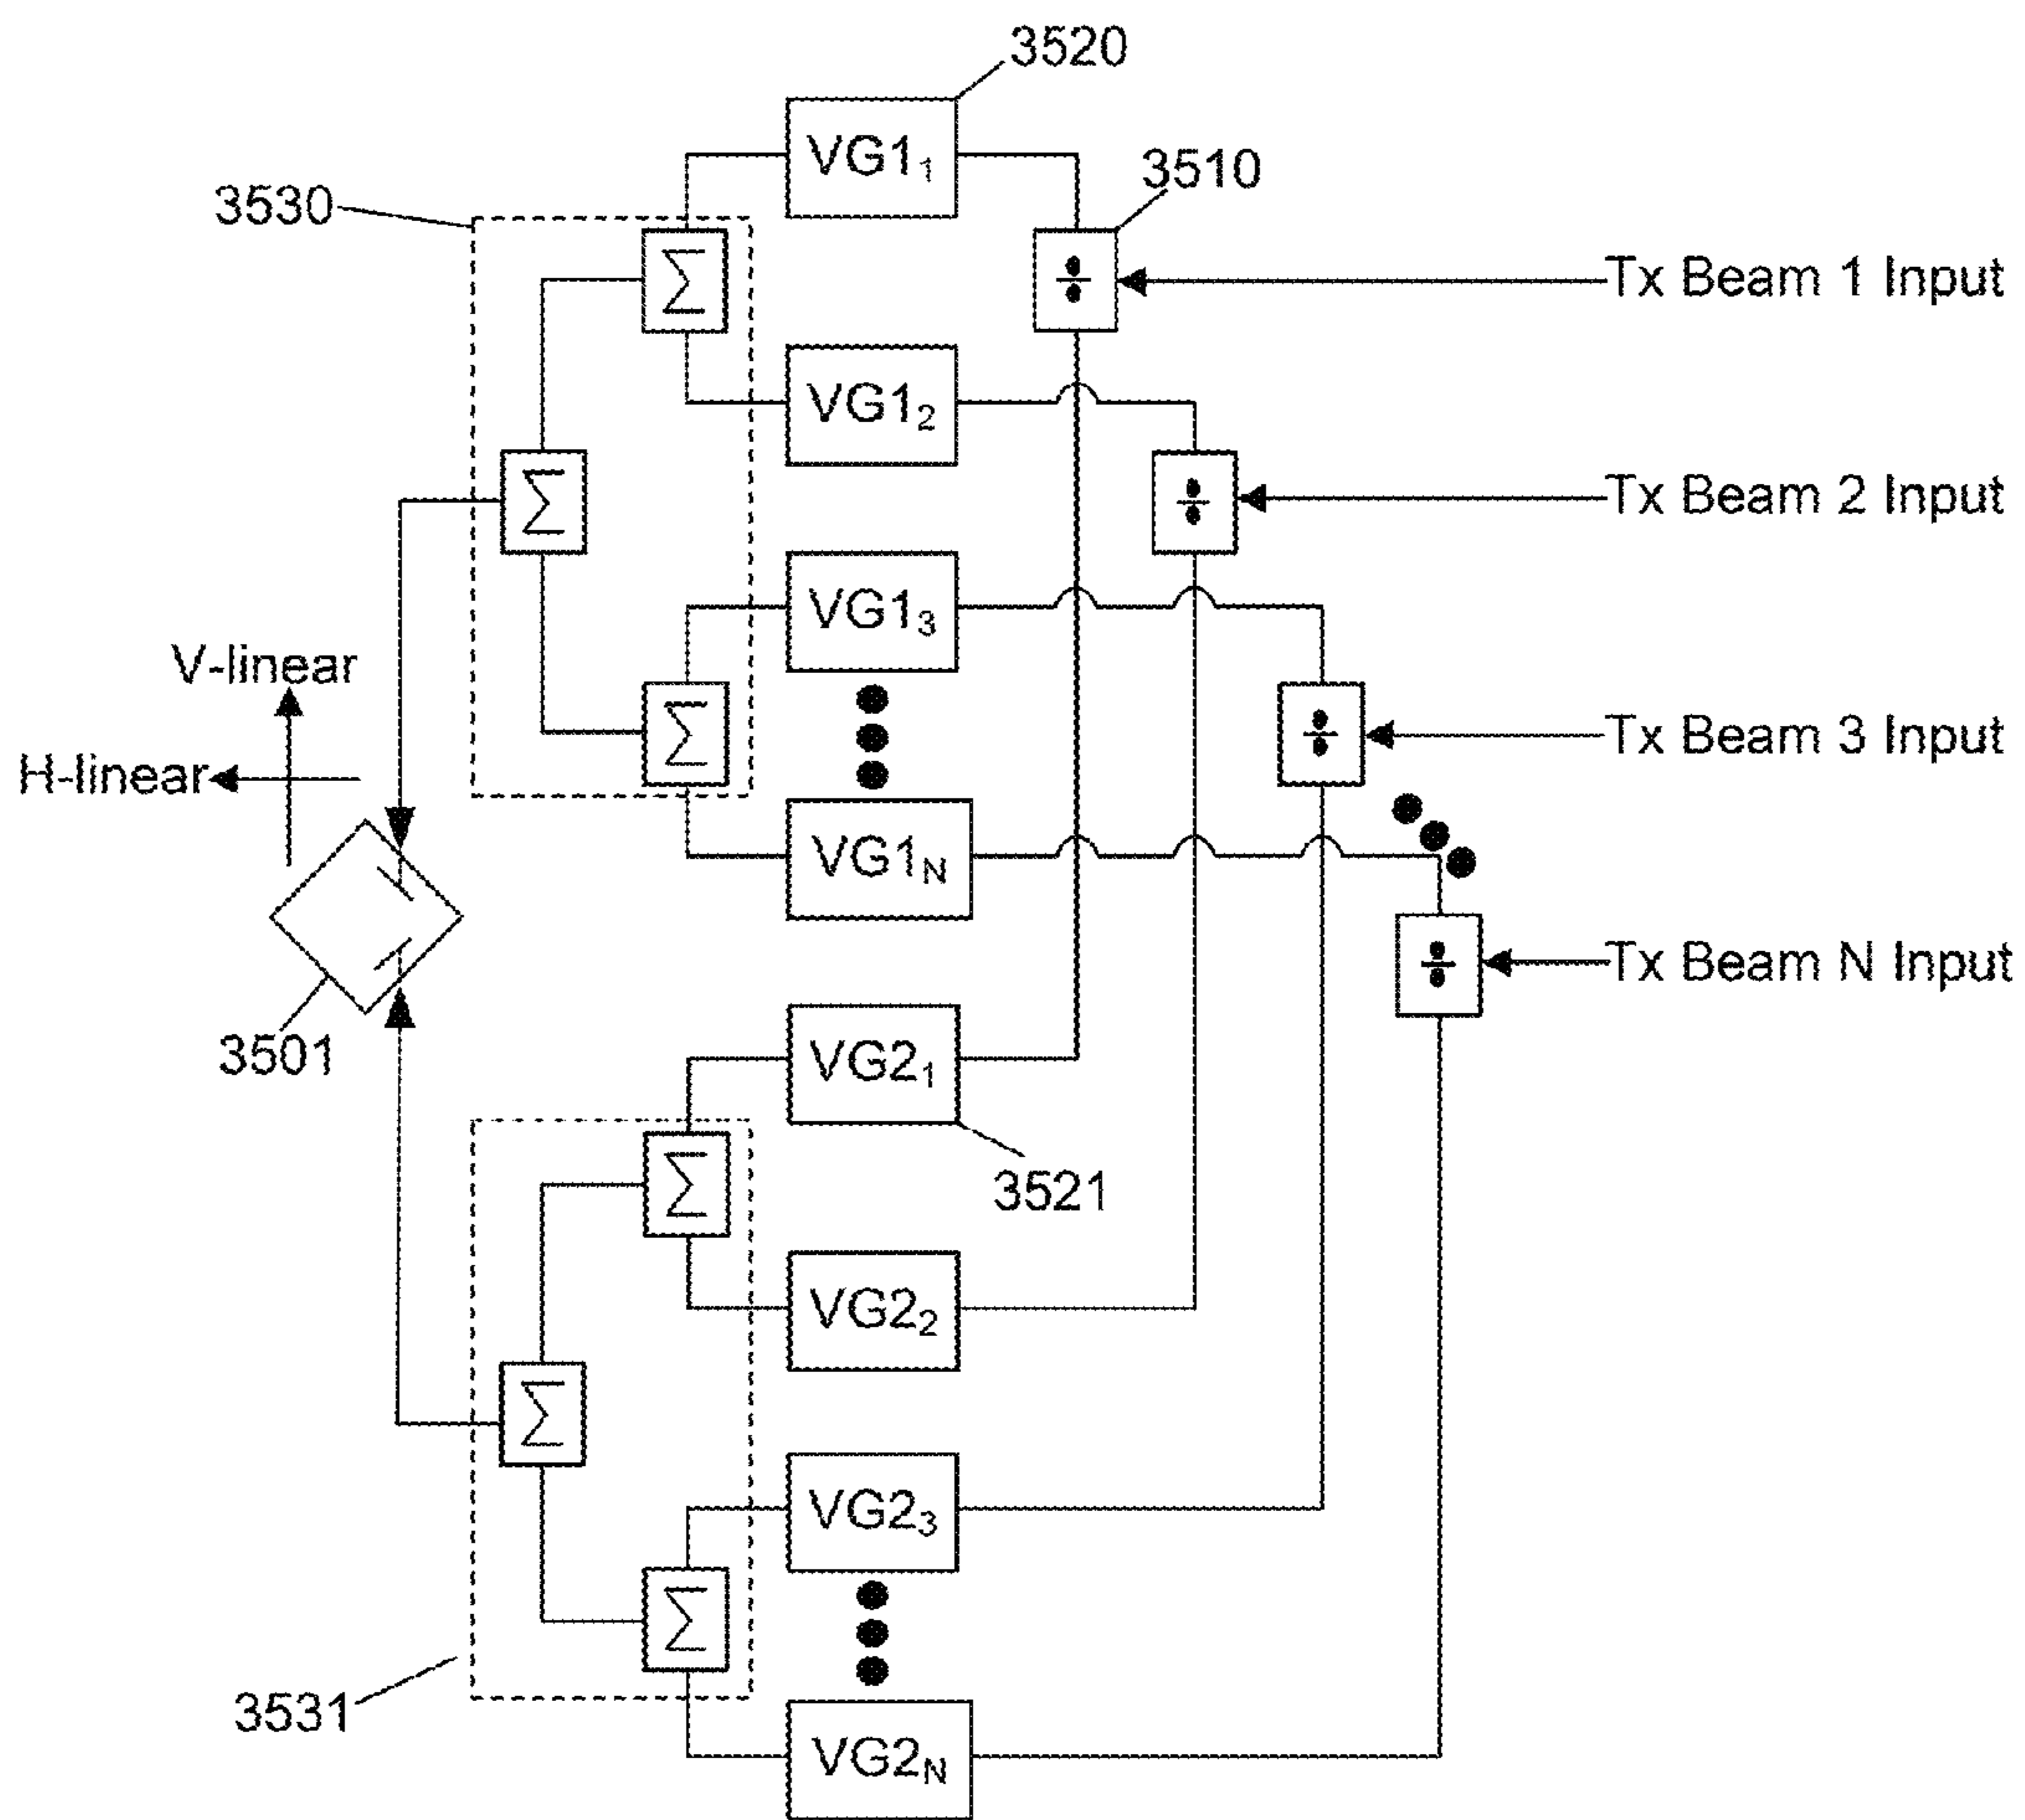 3520
VG1₁
3510
3530
Σ
÷
Tx Beam 1 Input
VG1₂
Σ
÷
Tx Beam 2 Input
VG1₃
V-linear
Σ
÷
Tx Beam 3 Input
H-linear
VG1N
÷
Tx Beam N Input
3501
VG2₁
Σ
3521
VG2₂
Σ
VG2₃
Σ
3531
VG2N